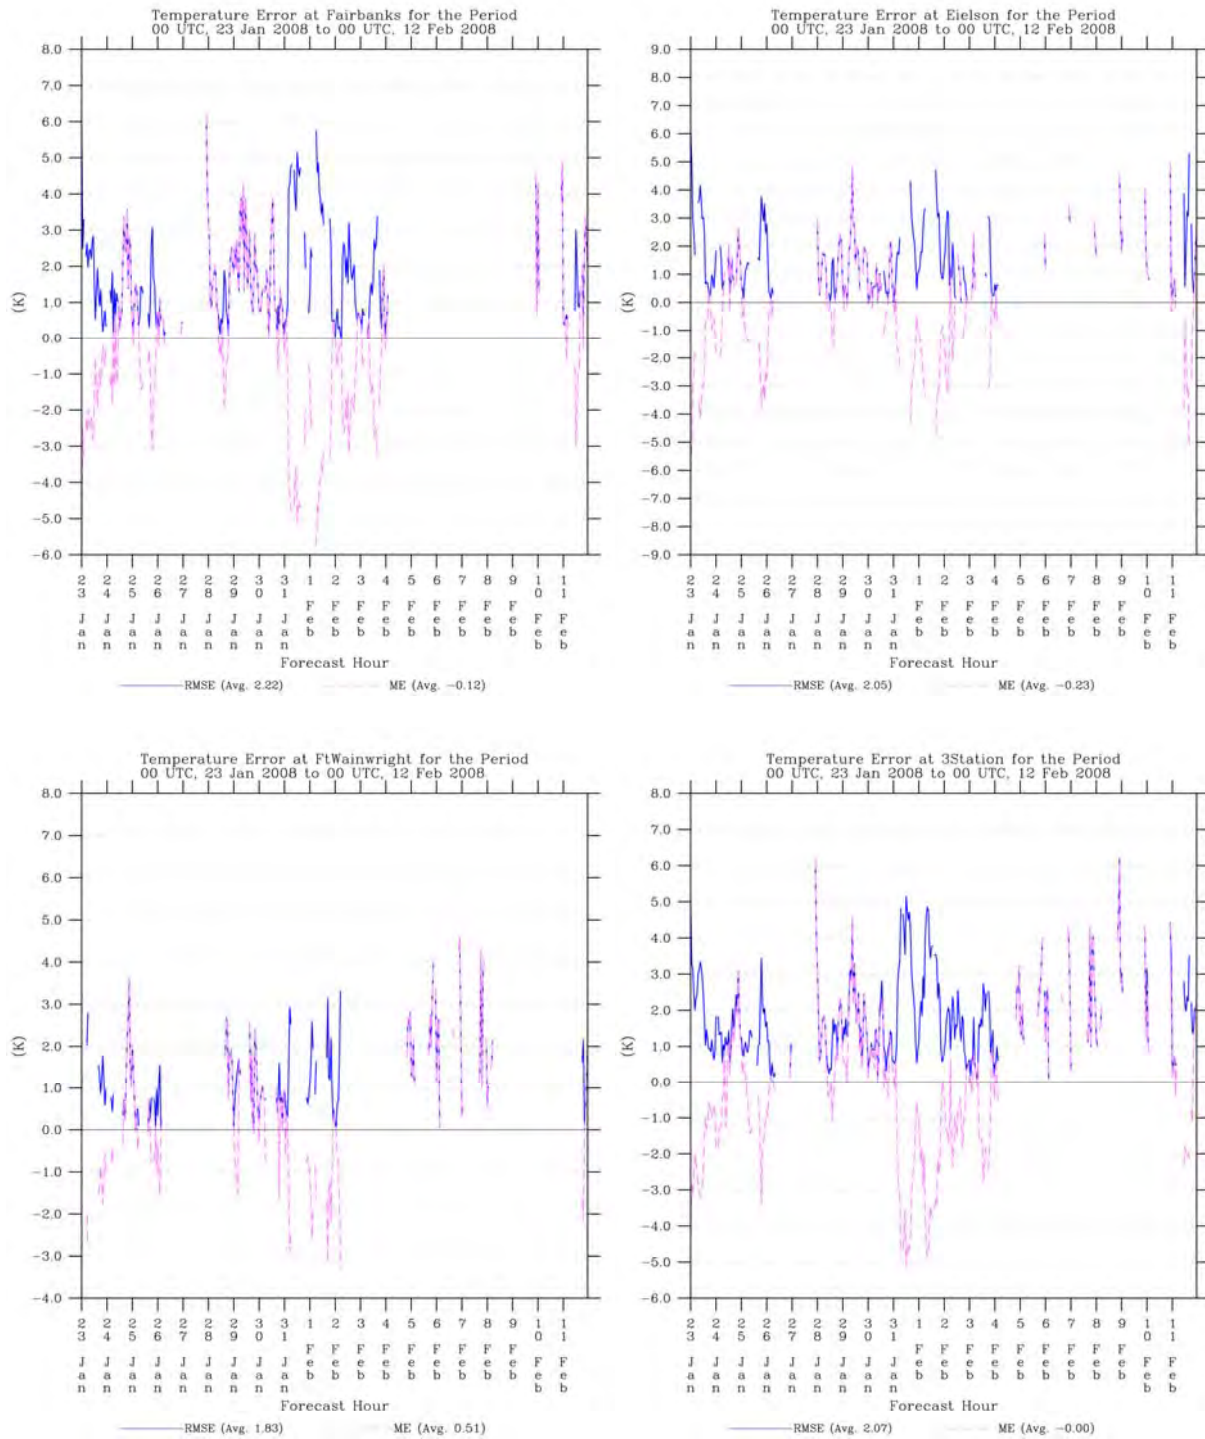 Temperature Error at Fairbanks for the Period
00 UTC, 23 Jan 2008 to 00 UTC, 12 Feb 2008
8.0
7.0
6.0
5.0
4.0
3.0
2.0
1.0
0.0
−1.0
−2.0
−3.0
−4.0
−5.0
−6.0
(K)
23 Jan
24
25 Jan
26 Jan
27 Jan
28 Jan
29 Jan
30 Jan
31 Jan
1 Feb
2 Feb
3 Feb
4 Feb
5 Feb
6 Feb
7 Feb
8 Feb
9 Feb
10 Feb
11 Feb
Forecast Hour
RMSE (Avg. 2.22) ME (Avg. −0.12)
Temperature Error at Eielson for the Period
00 UTC, 23 Jan 2008 to 00 UTC, 12 Feb 2008
9.0
8.0
7.0
6.0
5.0
4.0
3.0
2.0
1.0
0.0
−1.0
−2.0
−3.0
−4.0
−5.0
−6.0
−7.0
−8.0
−9.0
(K)
23 Jan
24 Jan
25 Jan
26 Jan
27 Jan
28 Jan
29 Jan
30 Jan
31 Jan
1 Feb
2 Feb
3 Feb
4 Feb
5 Feb
6 Feb
7 Feb
8 Feb
9 Feb
10 Feb
11 Feb
Forecast Hour
RMSE (Avg. 2.05) ME (Avg. −0.23)
Temperature Error at FtWainwright for the Period
00 UTC, 23 Jan 2008 to 00 UTC, 12 Feb 2008
8.0
7.0
6.0
5.0
4.0
3.0
2.0
1.0
0.0
−1.0
−2.0
−3.0
−4.0
(K)
23 Jan
24 Jan
25 Jan
26 Jan
27 Jan
28 Jan
29 Jan
30 Jan
31 Jan
1 Feb
2 Feb
3 Feb
4 Feb
5 Feb
6 Feb
7 Feb
8 Feb
9 Feb
10 Feb
11 Feb
Forecast Hour
RMSE (Avg. 1.83) ME (Avg. 0.51)
Temperature Error at 3Station for the Period
00 UTC, 23 Jan 2008 to 00 UTC, 12 Feb 2008
8.0
7.0
6.0
5.0
4.0
3.0
2.0
1.0
0.0
−1.0
−2.0
−3.0
−4.0
−5.0
−6.0
(K)
23 Jan
24 Jan
25 Jan
26 Jan
27 Jan
28 Jan
29 Jan
30 Jan
31 Jan
1 Feb
2 Feb
3 Feb
4 Feb
5 Feb
6 Feb
7 Feb
8 Feb
9 Feb
10 Feb
11 Feb
Forecast Hour
RMSE (Avg. 2.07) ME (Avg. −0.00)